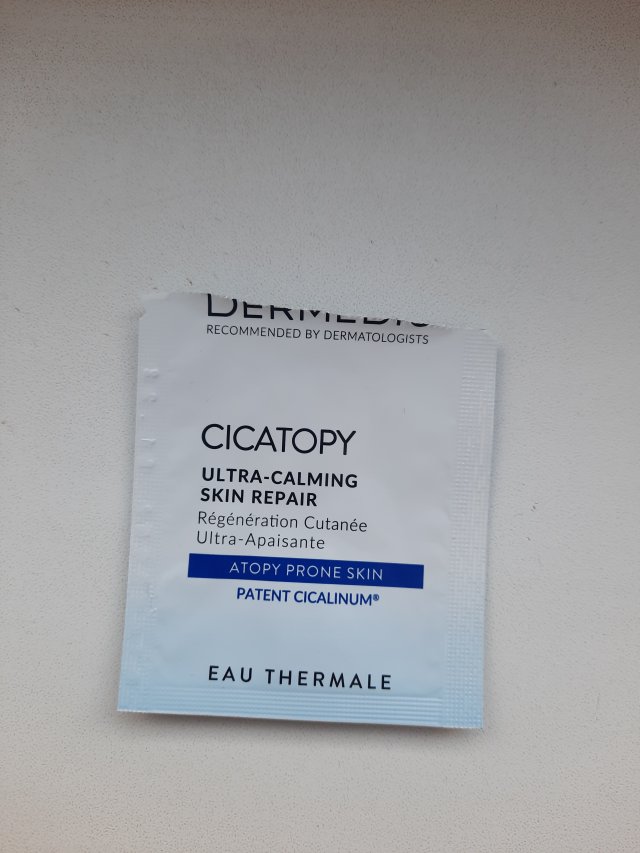 DERMEDIC
RECOMMENDED BY DERMATOLOGISTS
CICATOPY
ULTRA-CALMING
SKIN REPAIR
Régénération Cutanée
Ultra-Apaisante
ATOPY PRONE SKIN
PATENT CICALINUM®
EAU THERMALE